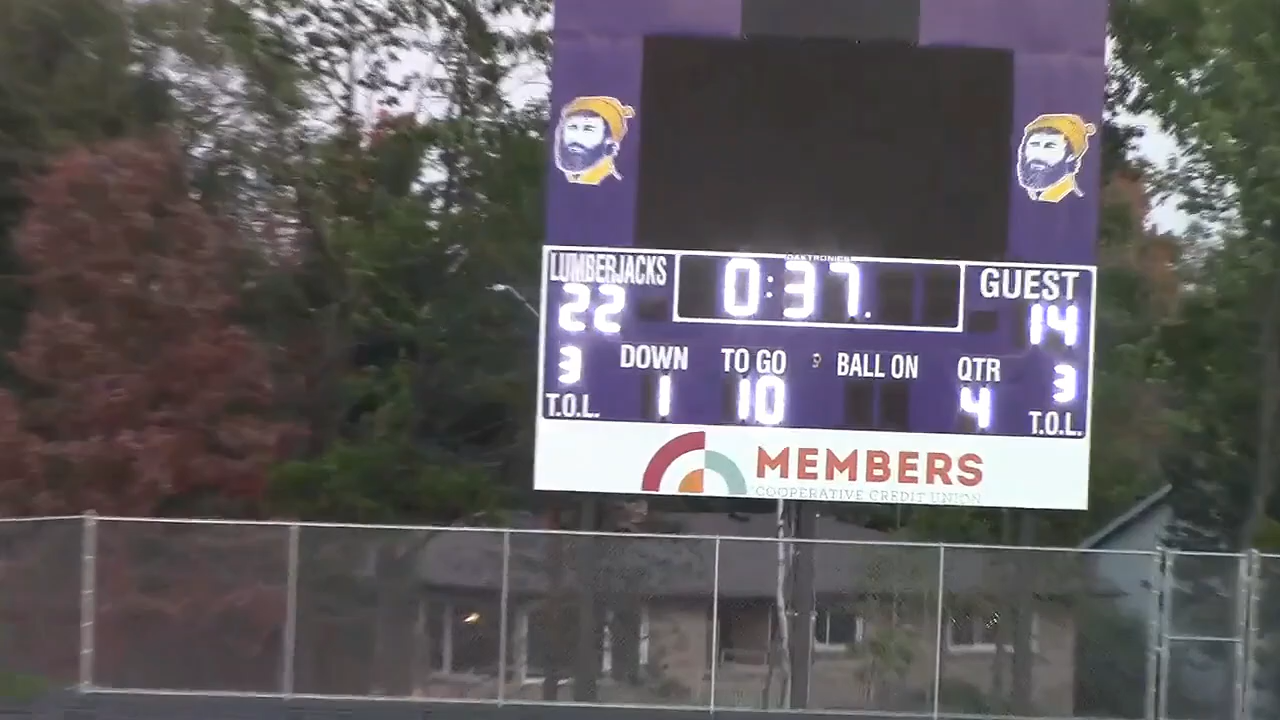 DAKTRONICS
LUMBERJACKS 0:37. GUEST
22 14
3 DOWN TO GO BALL ON QTR 3
T.O.L. 1 10 4 T.O.L.
MEMBERS
COOPERATIVE CREDIT UNION